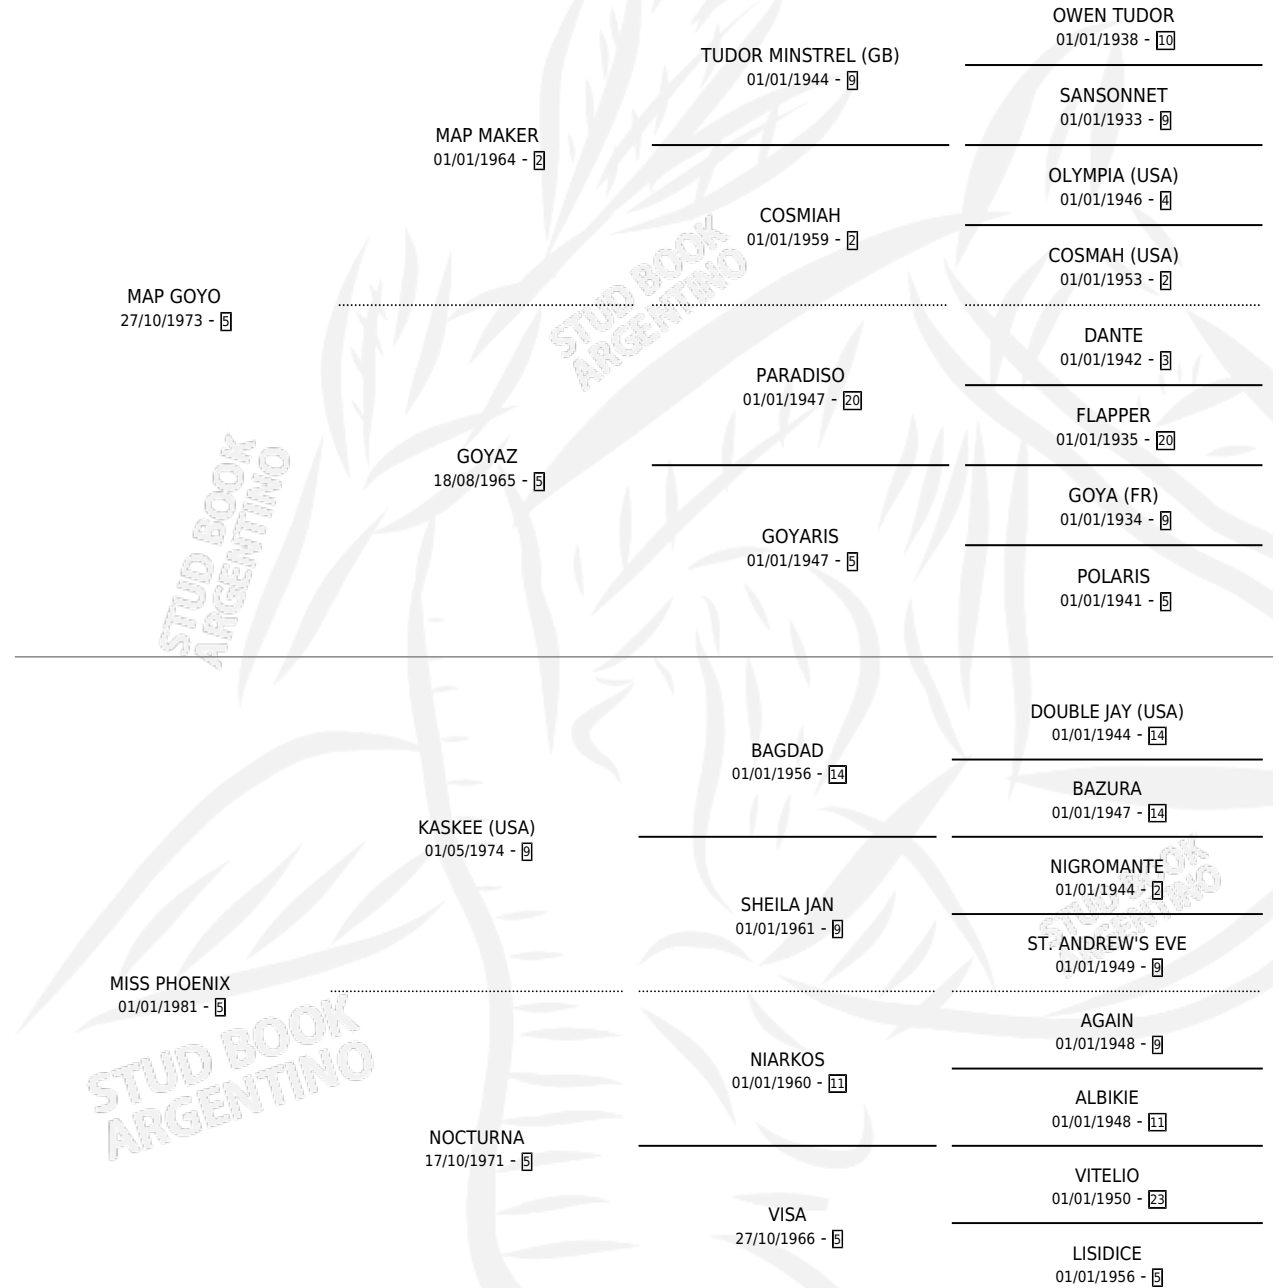 OWEN TUDOR
01/01/1938 - 10
TUDOR MINSTREL (GB)
01/01/1944 - 9
SANSONNET
01/01/1933 - 9
MAP MAKER
01/01/1964 - 2
OLYMPIA (USA)
01/01/1946 - 4
COSMIAH
01/01/1959 - 2
COSMAH (USA)
01/01/1953 - 2
STUD BOOK
ARGENTINO
MAP GOYO
27/10/1973 - 5
DANTE
01/01/1942 - 3
PARADISO
01/01/1947 - 20
FLAPPER
01/01/1935 - 20
GOYAZ
18/08/1965 - 5
GOYA (FR)
01/01/1934 - 9
GOYARIS
01/01/1947 - 5
POLARIS
01/01/1941 - 5
STUD BOOK
ARGENTINO
DOUBLE JAY (USA)
01/01/1944 - 14
BAGDAD
01/01/1956 - 14
BAZURA
01/01/1947 - 14
KASKEE (USA)
01/05/1974 - 9
NIGROMANTE
01/01/1944 - 2
SHEILA JAN
01/01/1961 - 9
ST. ANDREW'S EVE
01/01/1949 - 9
STUD BOOK
ARGENTINO
MISS PHOENIX
01/01/1981 - 5
AGAIN
01/01/1948 - 9
NIARKOS
01/01/1960 - 11
ALBIKIE
01/01/1948 - 11
STUD BOOK
ARGENTINO
NOCTURNA
17/10/1971 - 5
VITELIO
01/01/1950 - 23
VISA
27/10/1966 - 5
LISIDICE
01/01/1956 - 5